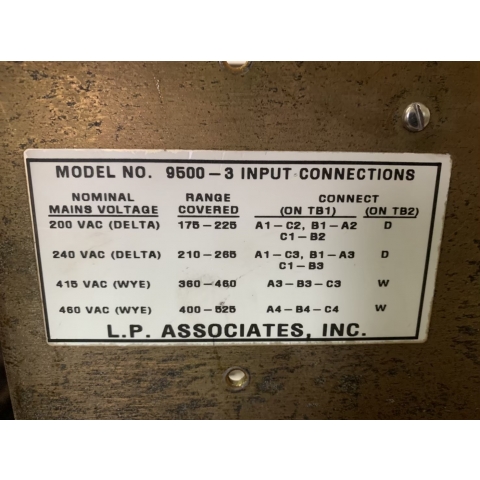 MODEL NO. 9500-3 INPUT CONNECTIONS
NOMINAL RANGE CONNECT
MAINS VOLTAGE COVERED (ON TB1) (ON TB2)
200 VAC (DELTA) 175-225 A1-C2, B1-A2 D
C1-B2
240 VAC (DELTA) 210-265 A1-C3, B1-A3 D
C1-B3
415 VAC (WYE) 360-460 A3-B3-C3 W
460 VAC (WYE) 400-525 A4-B4-C4 W
L.P. ASSOCIATES, INC.